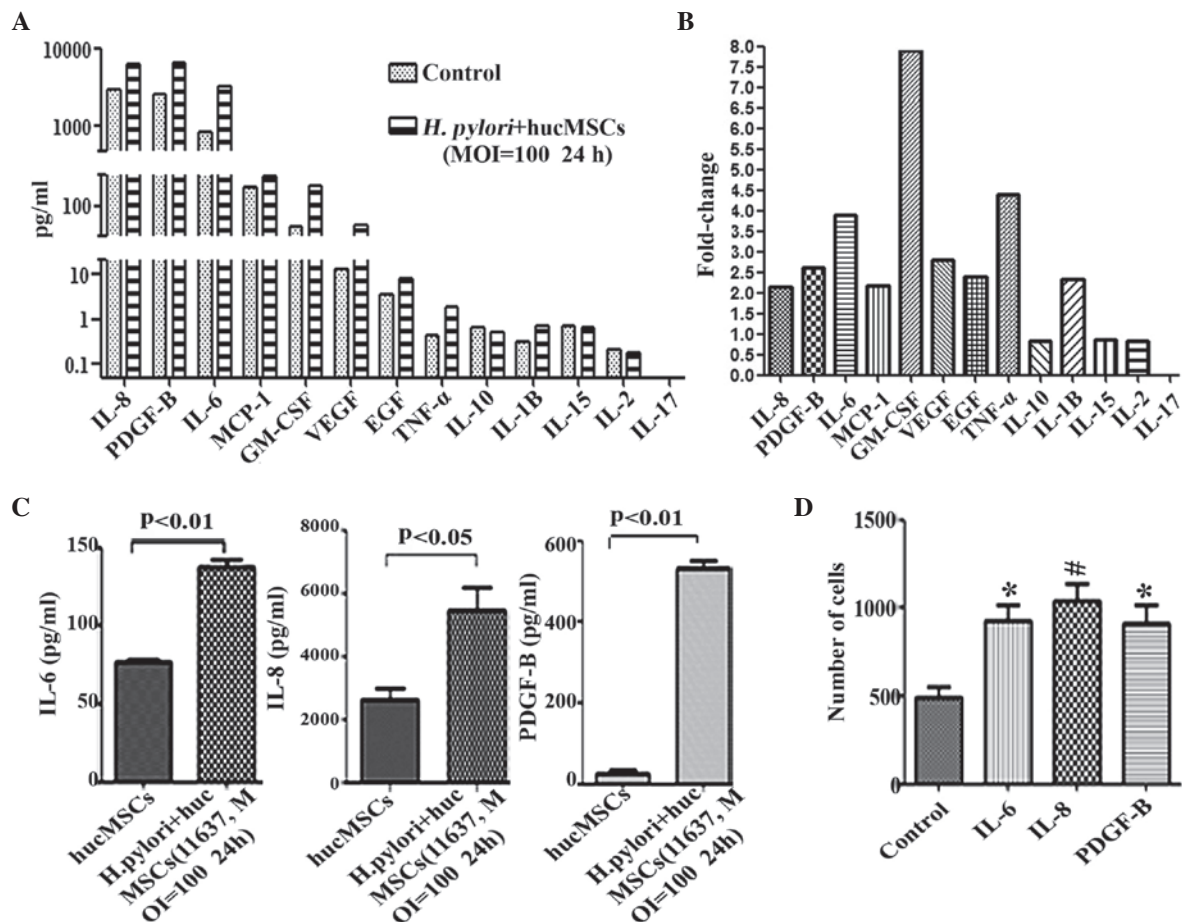 A
10000
1000
100
10
1
0.1
pg/ml
Control
H. pylori+hucMSCs
(MOI=100 24 h)
IL-8
PDGF-B
IL-6
MCP-1
GM-CSF
VEGF
EGF
TNF-α
IL-10
IL-1B
IL-15
IL-2
IL-17
B
8.0
7.5
7.0
6.5
6.0
5.5
5.0
4.5
4.0
3.5
3.0
2.5
2.0
1.5
1.0
0.5
0.0
Fold-change
IL-8
PDGF-B
IL-6
MCP-1
GM-CSF
VEGF
EGF
TNF-α
IL-10
IL-1B
IL-15
IL-2
IL-17
C
P<0.01
150
100
50
0
IL-6 (pg/ml)
hucMSCs
H.pylori+huc
MSCs(11637, M
OI=100 24h)
P<0.05
8000
6000
4000
2000
0
IL-8 (pg/ml)
hucMSCs
H.pylori+huc
MSCs(11637, M
OI=100 24h)
P<0.01
600
400
200
0
PDGF-B (pg/ml)
hucMSCs
H.pylori+huc
MSCs(11637, M
OI=100 24h)
D
1500
1000
500
0
Number of cells
*
#
*
Control
IL-6
IL-8
PDGF-B